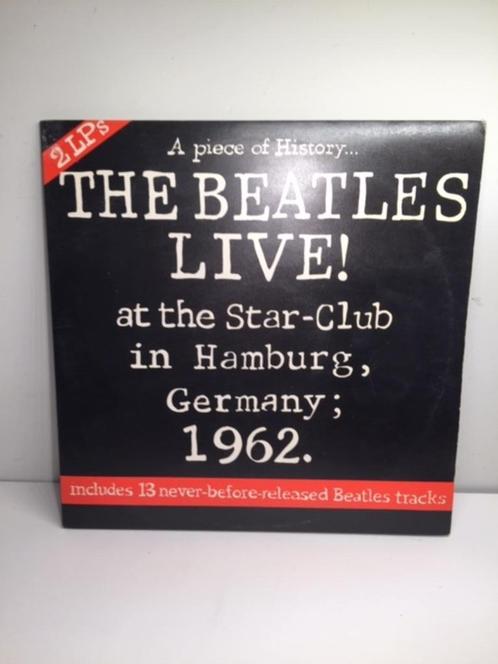 2 LPs
A piece of History...
THE BEATLES
LIVE!
at the Star-Club
in Hamburg,
Germany;
1962.
includes 13 never-before-released Beatles tracks